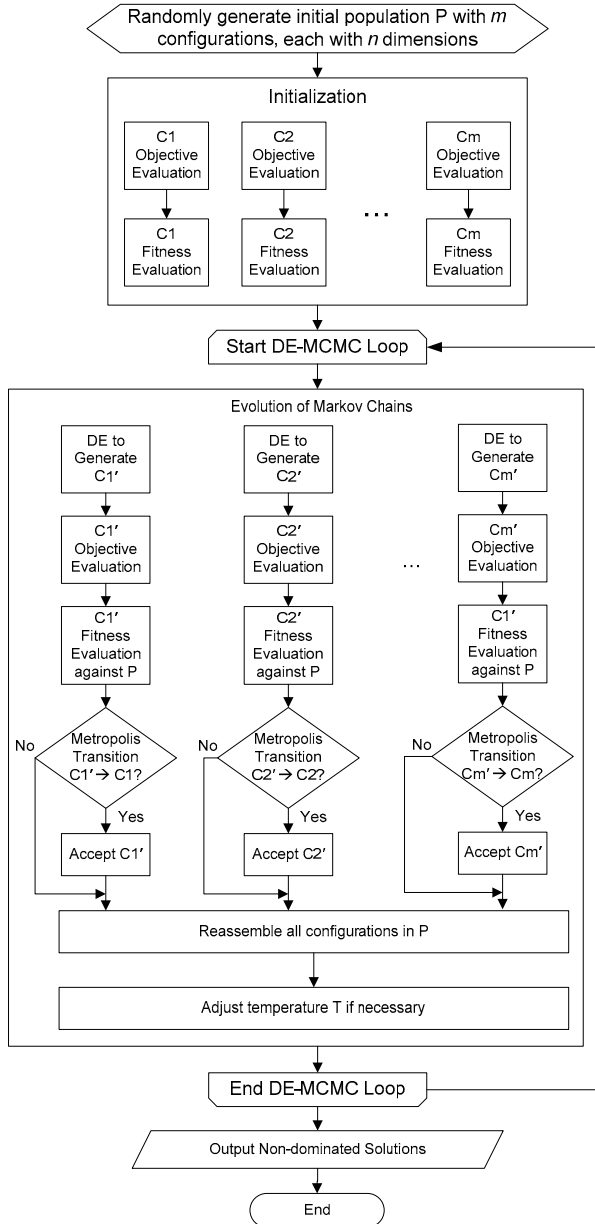 Randomly generate initial population P with m
configurations, each with n dimensions
Initialization
C1
Objective
Evaluation
C2
Objective
Evaluation
Cm
Objective
Evaluation
...
C1
Fitness
Evaluation
C2
Fitness
Evaluation
Cm
Fitness
Evaluation
Start DE-MCMC Loop
Evolution of Markov Chains
DE to
Generate
C1′
DE to
Generate
C2′
DE to
Generate
Cm′
C1′
Objective
Evaluation
C2′
Objective
Evaluation
...
Cm′
Objective
Evaluation
C1′
Fitness
Evaluation
against P
C2′
Fitness
Evaluation
against P
C1′
Fitness
Evaluation
against P
No
Metropolis
Transition
C1′→ C1?
Yes
No
Metropolis
Transition
C2′→ C2?
Yes
No
Metropolis
Transition
Cm′→ Cm?
Yes
Accept C1′
Accept C2′
Accept Cm′
Reassemble all configurations in P
Adjust temperature T if necessary
End DE-MCMC Loop
Output Non-dominated Solutions
End